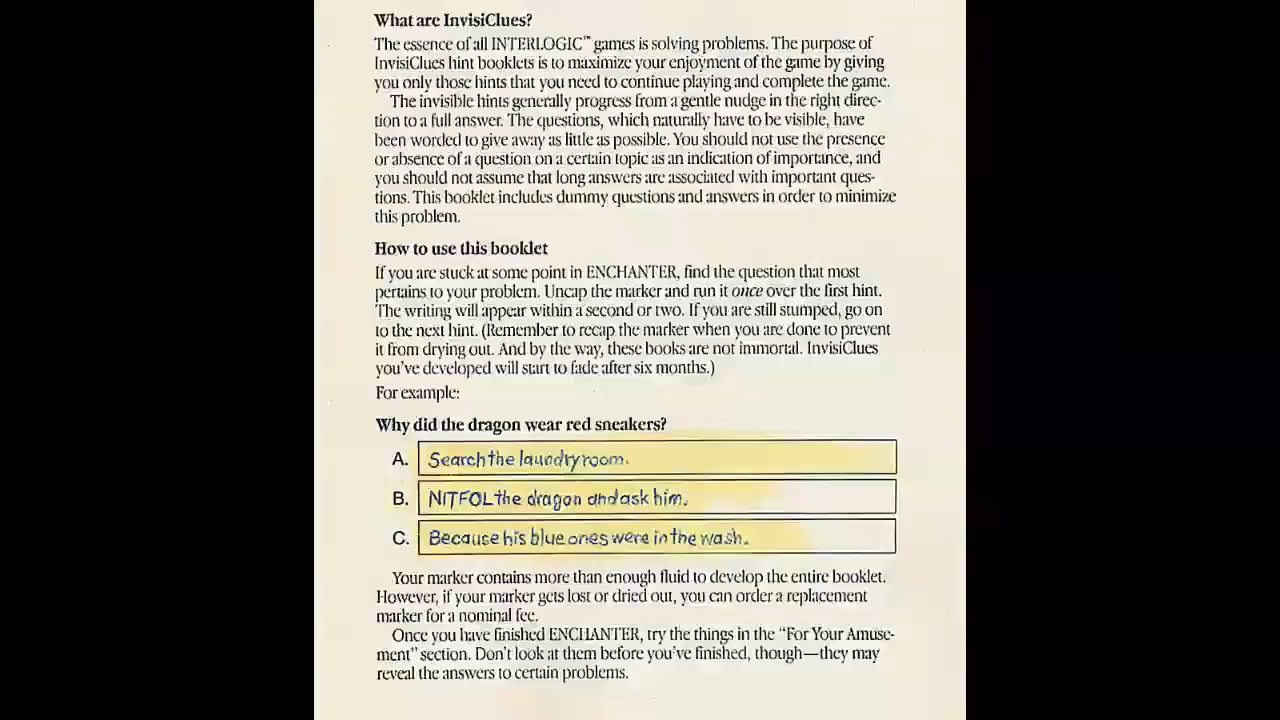 What are InvisiClues?
The essence of all INTERLOGIC™ games is solving problems. The purpose of
InvisiClues hint booklets is to maximize your enjoyment of the game by giving
you only those hints that you need to continue playing and complete the game.
The invisible hints generally progress from a gentle nudge in the right direc-
tion to a full answer. The questions, which naturally have to be visible, have
been worded to give away as little as possible. You should not use the presence
or absence of a question on a certain topic as an indication of importance, and
you should not assume that long answers are associated with important ques-
tions. This booklet includes dummy questions and answers in order to minimize
this problem.
How to use this booklet
If you are stuck at some point in ENCHANTER, find the question that most
pertains to your problem. Uncap the marker and run it once over the first hint.
The writing will appear within a second or two. If you are still stumped, go on
to the next hint. (Remember to recap the marker when you are done to prevent
it from drying out. And by the way, these books are not immortal. InvisiClues
you've developed will start to fade after six months.)
For example:
Why did the dragon wear red sneakers?
A. Search the laundry room.
B. NITFOL the dragon and ask him.
C. Because his blue ones were in the wash.
Your marker contains more than enough fluid to develop the entire booklet.
However, if your marker gets lost or dried out, you can order a replacement
marker for a nominal fee.
Once you have finished ENCHANTER, try the things in the "For Your Amuse-
ment" section. Don't look at them before you've finished, though—they may
reveal the answers to certain problems.